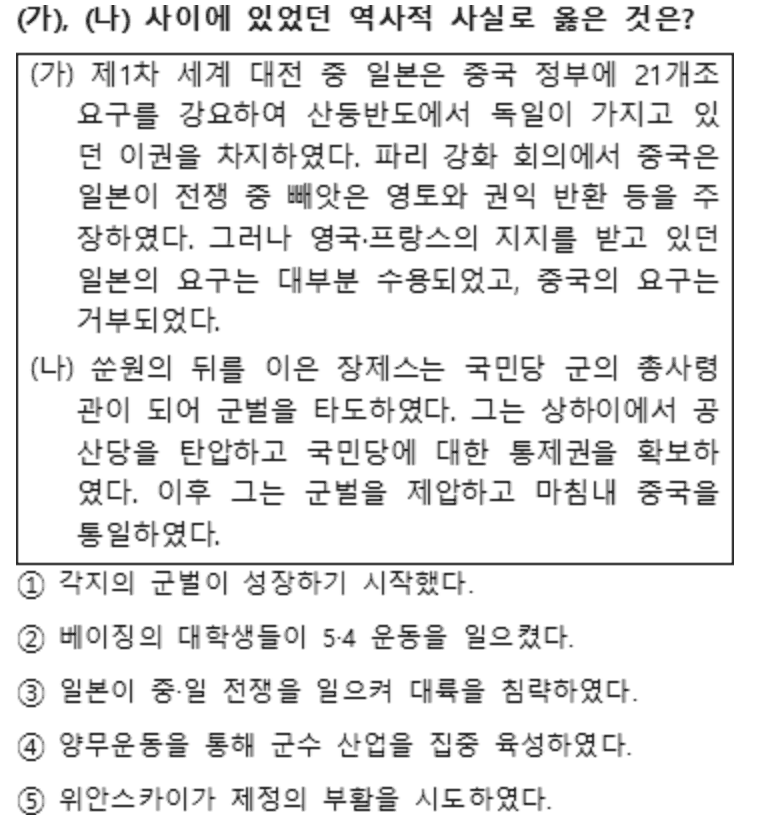 (가), (나) 사이에 있었던 역사적 사실로 옳은 것은?
(가) 제1차 세계 대전 중 일본은 중국 정부에 21개조
요구를 강요하여 산둥반도에서 독일이 가지고 있
던 이권을 차지하였다. 파리 강화 회의에서 중국은
일본이 전쟁 중 빼앗은 영토와 권익 반환 등을 주
장하였다. 그러나 영국·프랑스의 지지를 받고 있던
일본의 요구는 대부분 수용되었고, 중국의 요구는
거부되었다.
(나) 쑨원의 뒤를 이은 장제스는 국민당 군의 총사령
관이 되어 군벌을 타도하였다. 그는 상하이에서 공
산당을 탄압하고 국민당에 대한 통제권을 확보하
였다. 이후 그는 군벌을 제압하고 마침내 중국을
통일하였다.
① 각지의 군벌이 성장하기 시작했다.
② 베이징의 대학생들이 5·4 운동을 일으켰다.
③ 일본이 중·일 전쟁을 일으켜 대륙을 침략하였다.
④ 양무운동을 통해 군수 산업을 집중 육성하였다.
⑤ 위안스카이가 제정의 부활을 시도하였다.